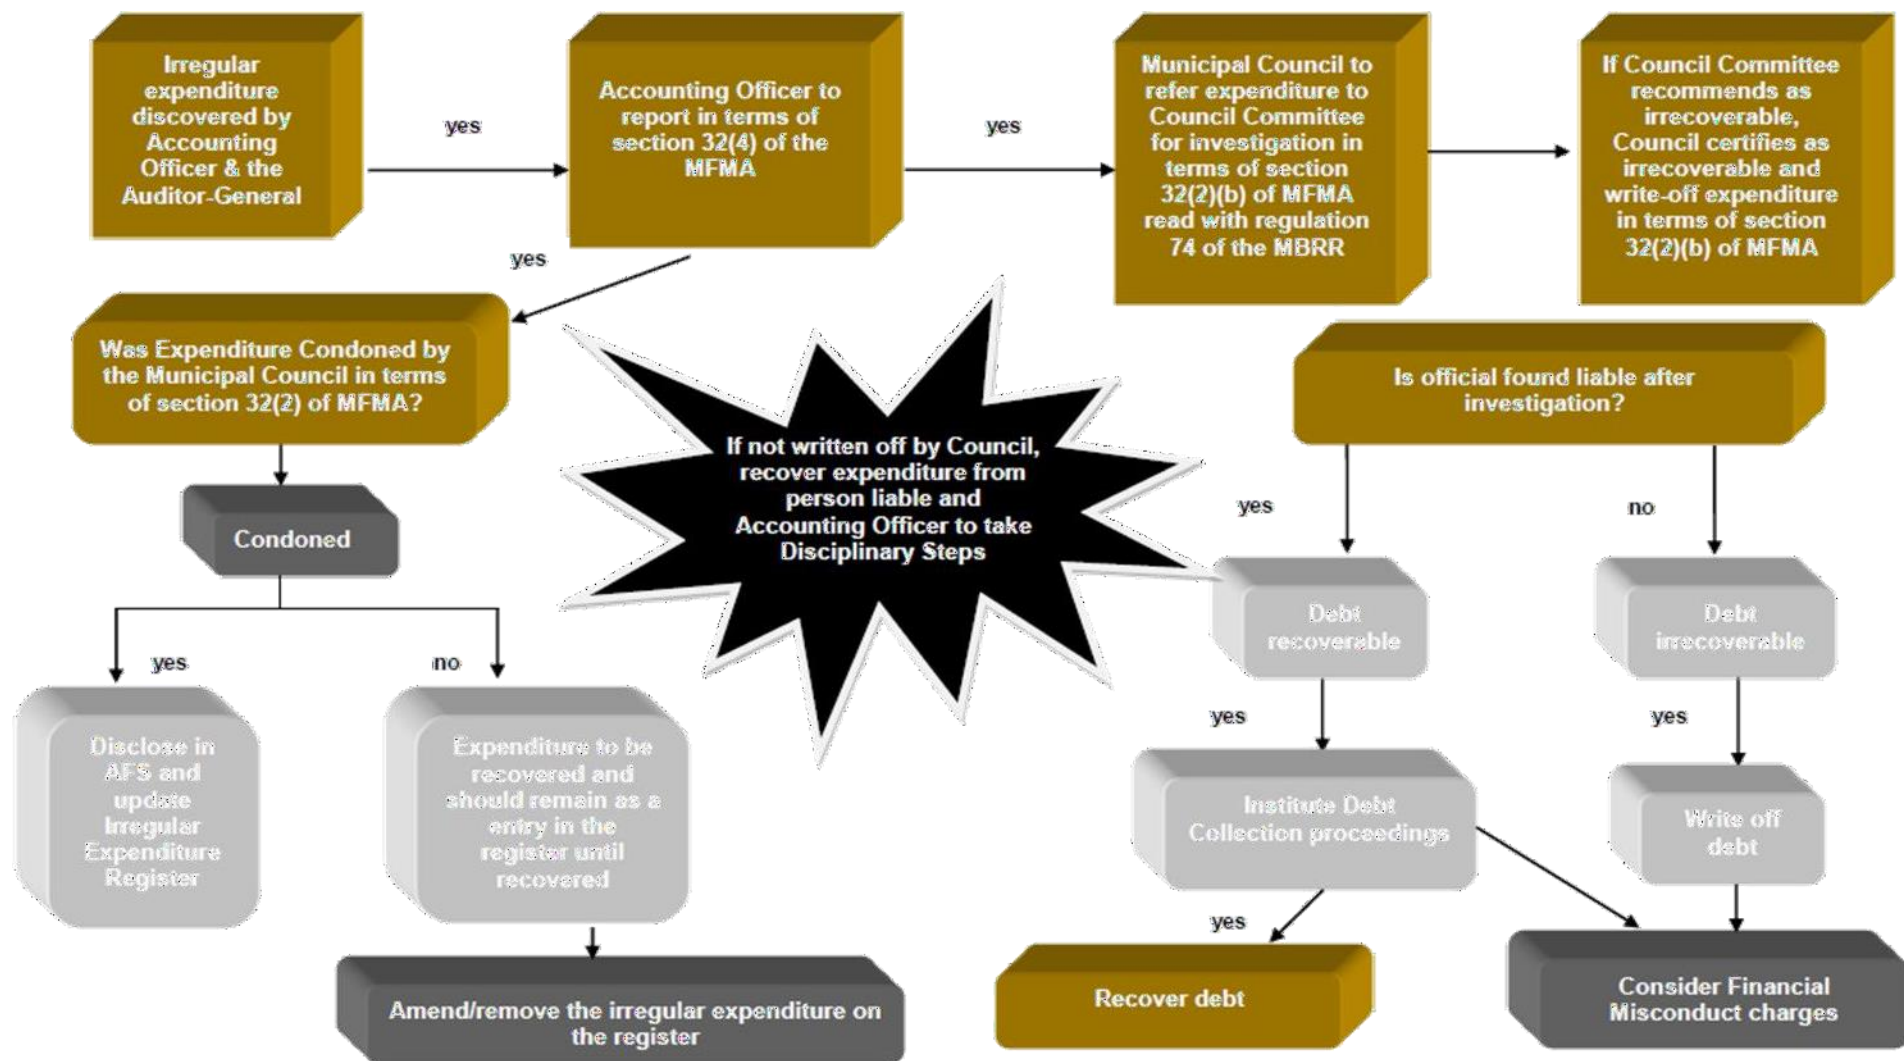 Irregular
expenditure
discovered by
Accounting
Officer & the
Auditor-General
yes
Accounting Officer to
report in terms of
section 32(4) of the
MFMA
yes
Municipal Council to
refer expenditure to
Council Committee
for investigation in
terms of section
32(2)(b) of MFMA
read with regulation
74 of the MBRR
If Council Committee
recommends as
irrecoverable,
Council certifies as
irrecoverable and
write-off expenditure
in terms of section
32(2)(b) of MFMA
yes
Was Expenditure Condoned by
the Municipal Council in terms
of section 32(2) of MFMA?
Condoned
yes
no
Disclose in
AFS and
update
Irregular
Expenditure
Register
Expenditure to be
recovered and
should remain as a
entry in the
register until
recovered
Amend/remove the irregular expenditure on
the register
If not written off by Council,
recover expenditure from
person liable and
Accounting Officer to take
Disciplinary Steps
Is official found liable after
investigation?
yes
no
Debt
recoverable
Debt
irrecoverable
yes
yes
Institute Debt
Collection proceedings
Write off
debt
yes
Recover debt
Consider Financial
Misconduct charges